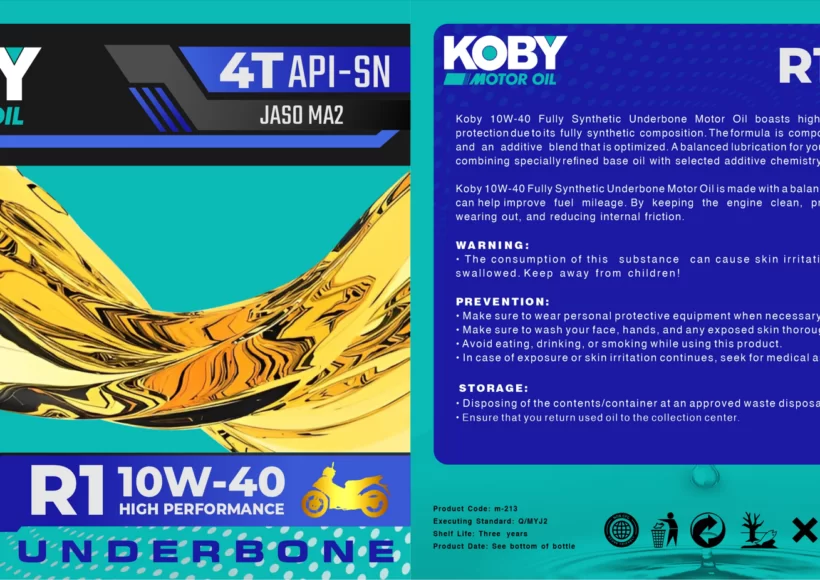 Y
OIL
4T API-SN
JASO MA2
R1 10W-40
HIGH PERFORMANCE
UNDERBONE
KOBY
MOTOR OIL
R1
Koby 10W-40 Fully Synthetic Underbone Motor Oil boasts high
protection due to its fully synthetic composition. The formula is compo
and an additive blend that is optimized. A balanced lubrication for you
combining specially refined base oil with selected additive chemistry
Koby 10W-40 Fully Synthetic Underbone Motor Oil is made with a balan
can help improve fuel mileage. By keeping the engine clean, pr
wearing out, and reducing internal friction.
WARNING:
• The consumption of this substance can cause skin irritati
swallowed. Keep away from children!
PREVENTION:
• Make sure to wear personal protective equipment when necessary
• Make sure to wash your face, hands, and any exposed skin thoroug
• Avoid eating, drinking, or smoking while using this product.
• In case of exposure or skin irritation continues, seek for medical a
STORAGE:
• Disposing of the contents/container at an approved waste disposa
• Ensure that you return used oil to the collection center.
Product Code: m-213
Executing Standard: Q/MYJ2
Shelf Life: Three years
Product Date: See bottom of bottle